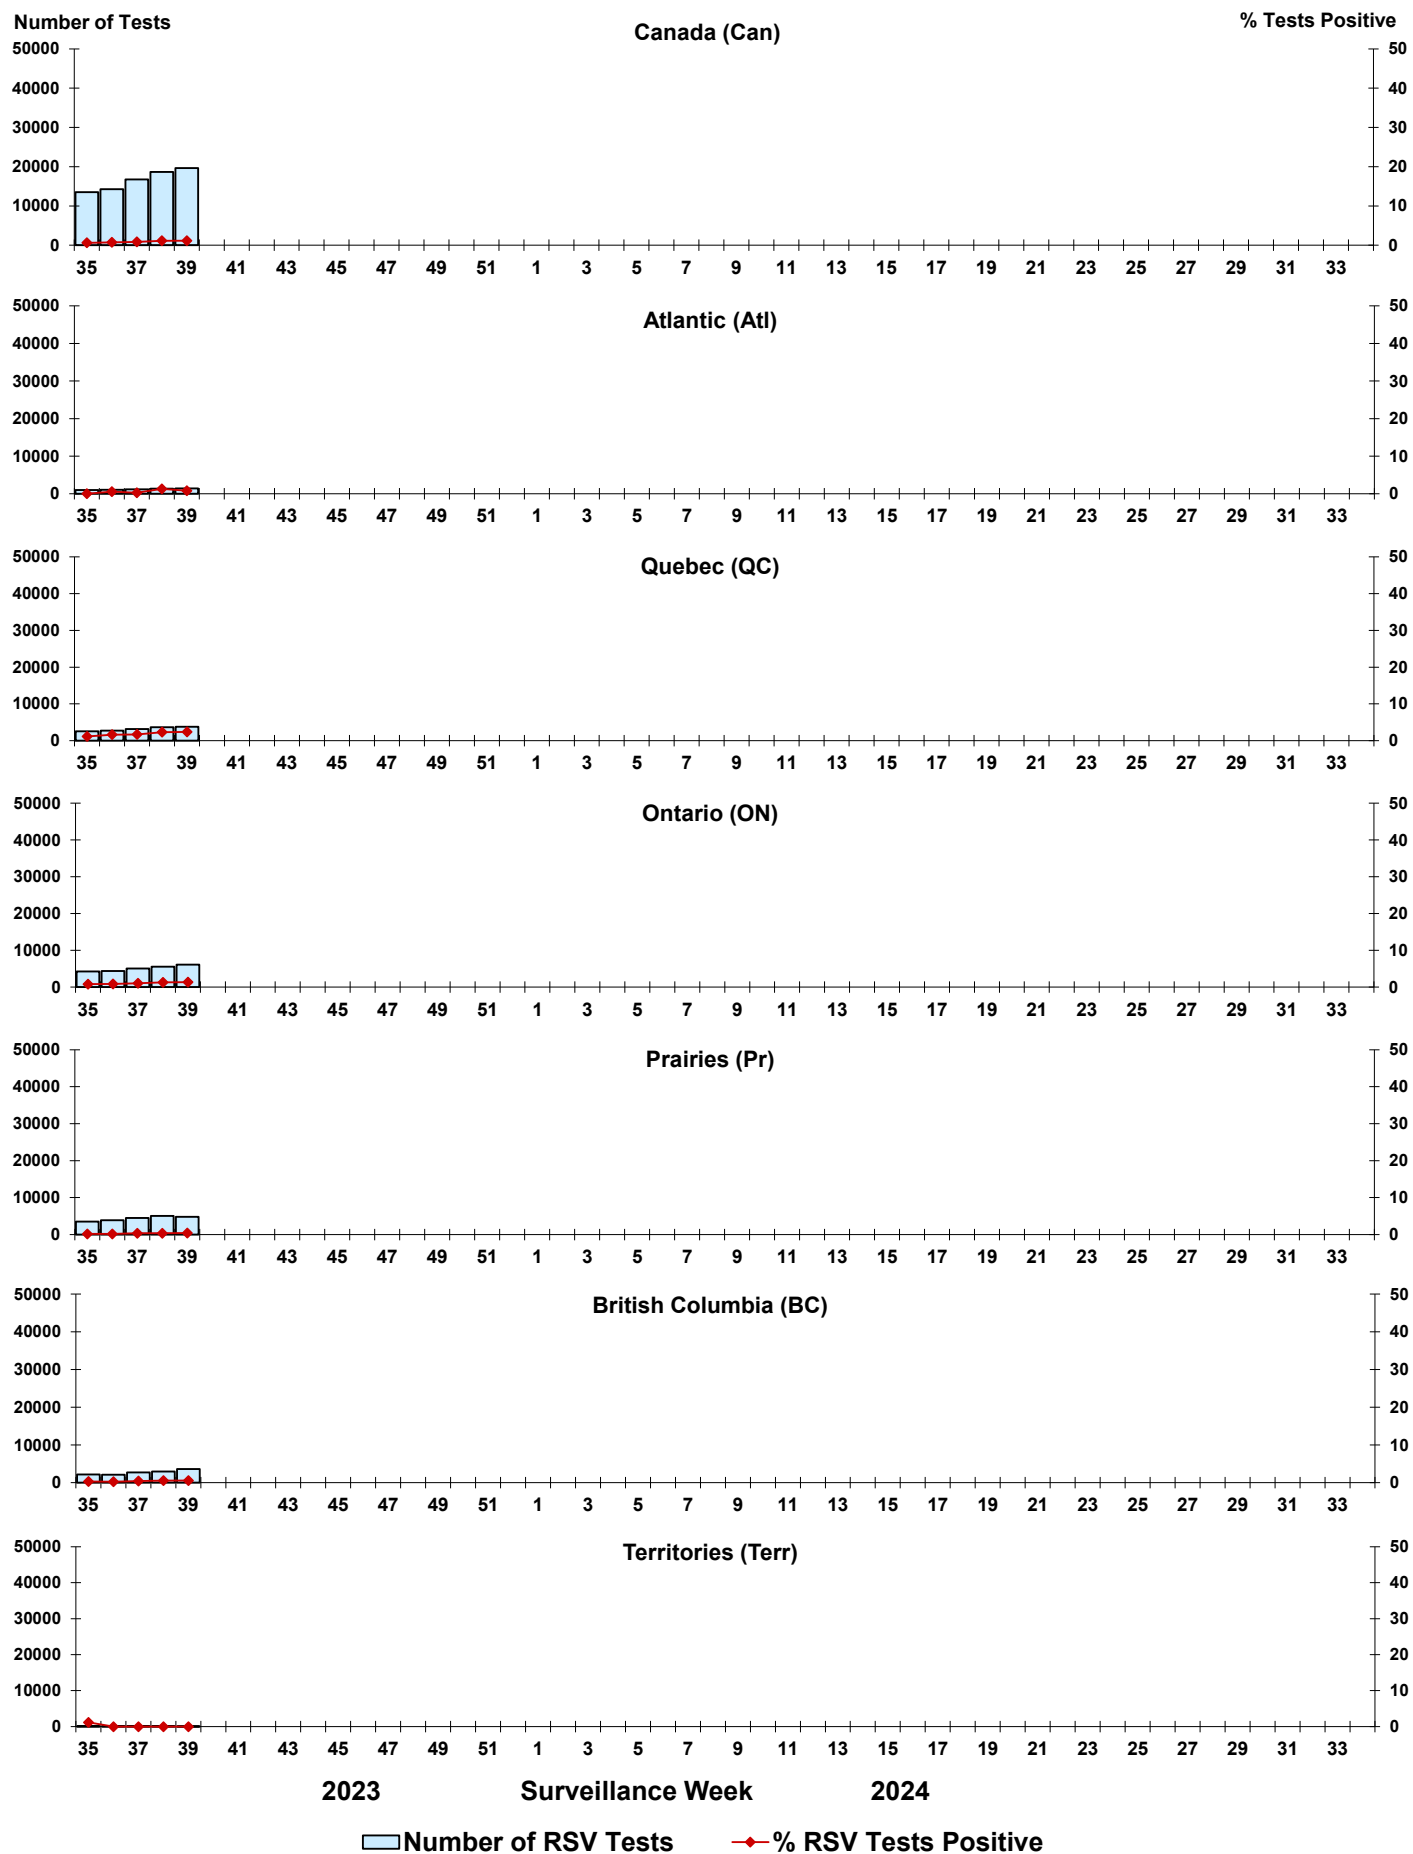 Number of Tests
Canada (Can)
% Tests Positive
50000 50
40000 40
30000 30
20000 20
10000 10
0 0
35 37 39 41 43 45 47 49 51 1 3 5 7 9 11 13 15 17 19 21 23 25 27 29 31 33
Atlantic (Atl)
50000 50
40000 40
30000 30
20000 20
10000 10
0 0
35 37 39 41 43 45 47 49 51 1 3 5 7 9 11 13 15 17 19 21 23 25 27 29 31 33
Quebec (QC)
50000 50
40000 40
30000 30
20000 20
10000 10
0 0
35 37 39 41 43 45 47 49 51 1 3 5 7 9 11 13 15 17 19 21 23 25 27 29 31 33
Ontario (ON)
50000 50
40000 40
30000 30
20000 20
10000 10
0 0
35 37 39 41 43 45 47 49 51 1 3 5 7 9 11 13 15 17 19 21 23 25 27 29 31 33
Prairies (Pr)
50000 50
40000 40
30000 30
20000 20
10000 10
0 0
35 37 39 41 43 45 47 49 51 1 3 5 7 9 11 13 15 17 19 21 23 25 27 29 31 33
British Columbia (BC)
50000 50
40000 40
30000 30
20000 20
10000 10
0 0
35 37 39 41 43 45 47 49 51 1 3 5 7 9 11 13 15 17 19 21 23 25 27 29 31 33
Territories (Terr)
50000 50
40000 40
30000 30
20000 20
10000 10
0 0
35 37 39 41 43 45 47 49 51 1 3 5 7 9 11 13 15 17 19 21 23 25 27 29 31 33
2023 Surveillance Week 2024
Number of RSV Tests % RSV Tests Positive